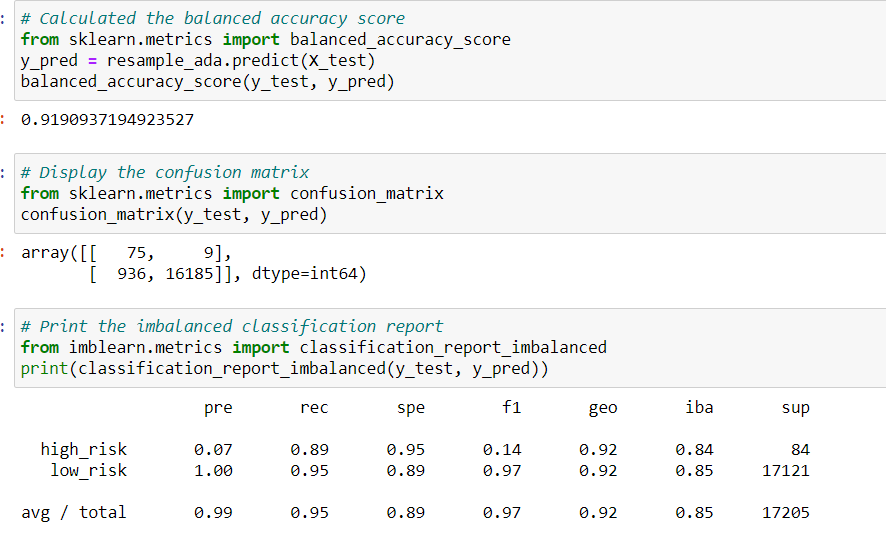 : # Calculated the balanced accuracy score
from sklearn.metrics import balanced_accuracy_score
y_pred = resample_ada.predict(X_test)
balanced_accuracy_score(y_test, y_pred)
: 0.9190937194923527
: # Display the confusion matrix
from sklearn.metrics import confusion_matrix
confusion_matrix(y_test, y_pred)
: array([[   75,     9],
       [  936, 16185]], dtype=int64)
: # Print the imbalanced classification report
from imblearn.metrics import classification_report_imbalanced
print(classification_report_imbalanced(y_test, y_pred))
pre rec spe f1 geo iba sup
high_risk 0.07 0.89 0.95 0.14 0.92 0.84 84
low_risk 1.00 0.95 0.89 0.97 0.92 0.85 17121
avg / total 0.99 0.95 0.89 0.97 0.92 0.85 17205